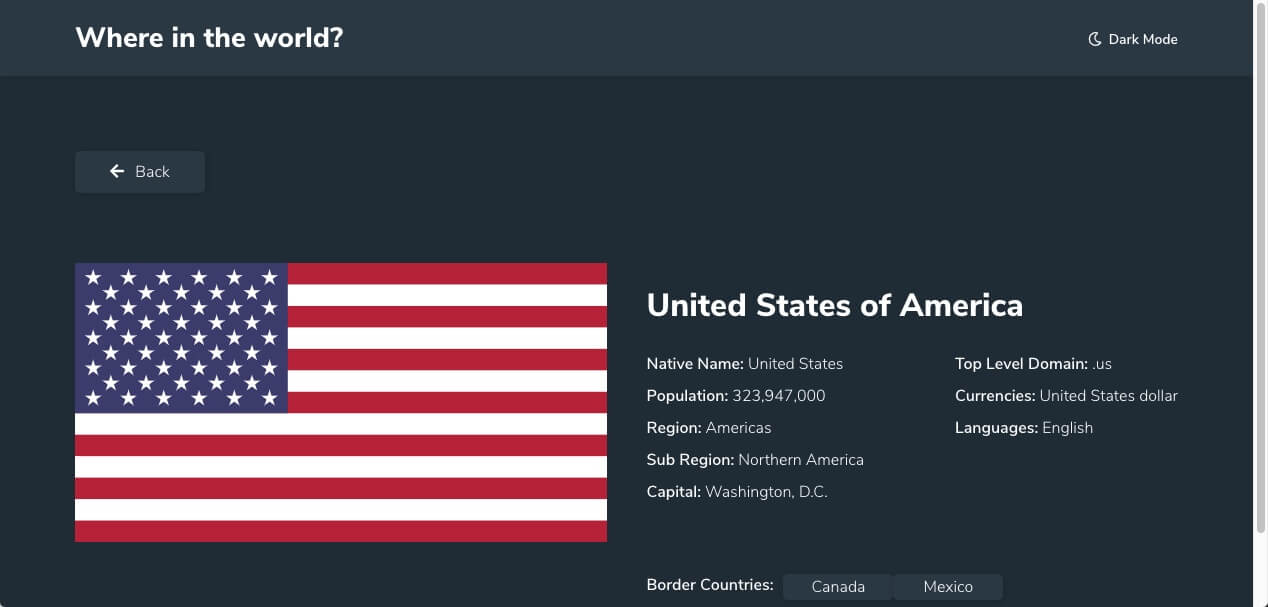 Where in the world?
Dark Mode
Back
United States of America
Native Name: United States
Population: 323,947,000
Region: Americas
Sub Region: Northern America
Capital: Washington, D.C.
Top Level Domain: .us
Currencies: United States dollar
Languages: English
Border Countries: Canada Mexico